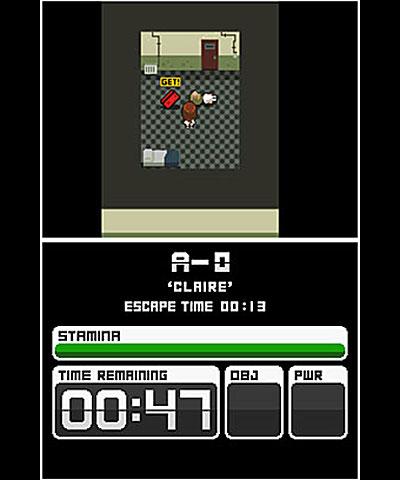 GET!
A-0
'CLAIRE'
ESCAPE TIME 00:13
STAMINA
TIME REMAINING
OBJ
PWR
00:47